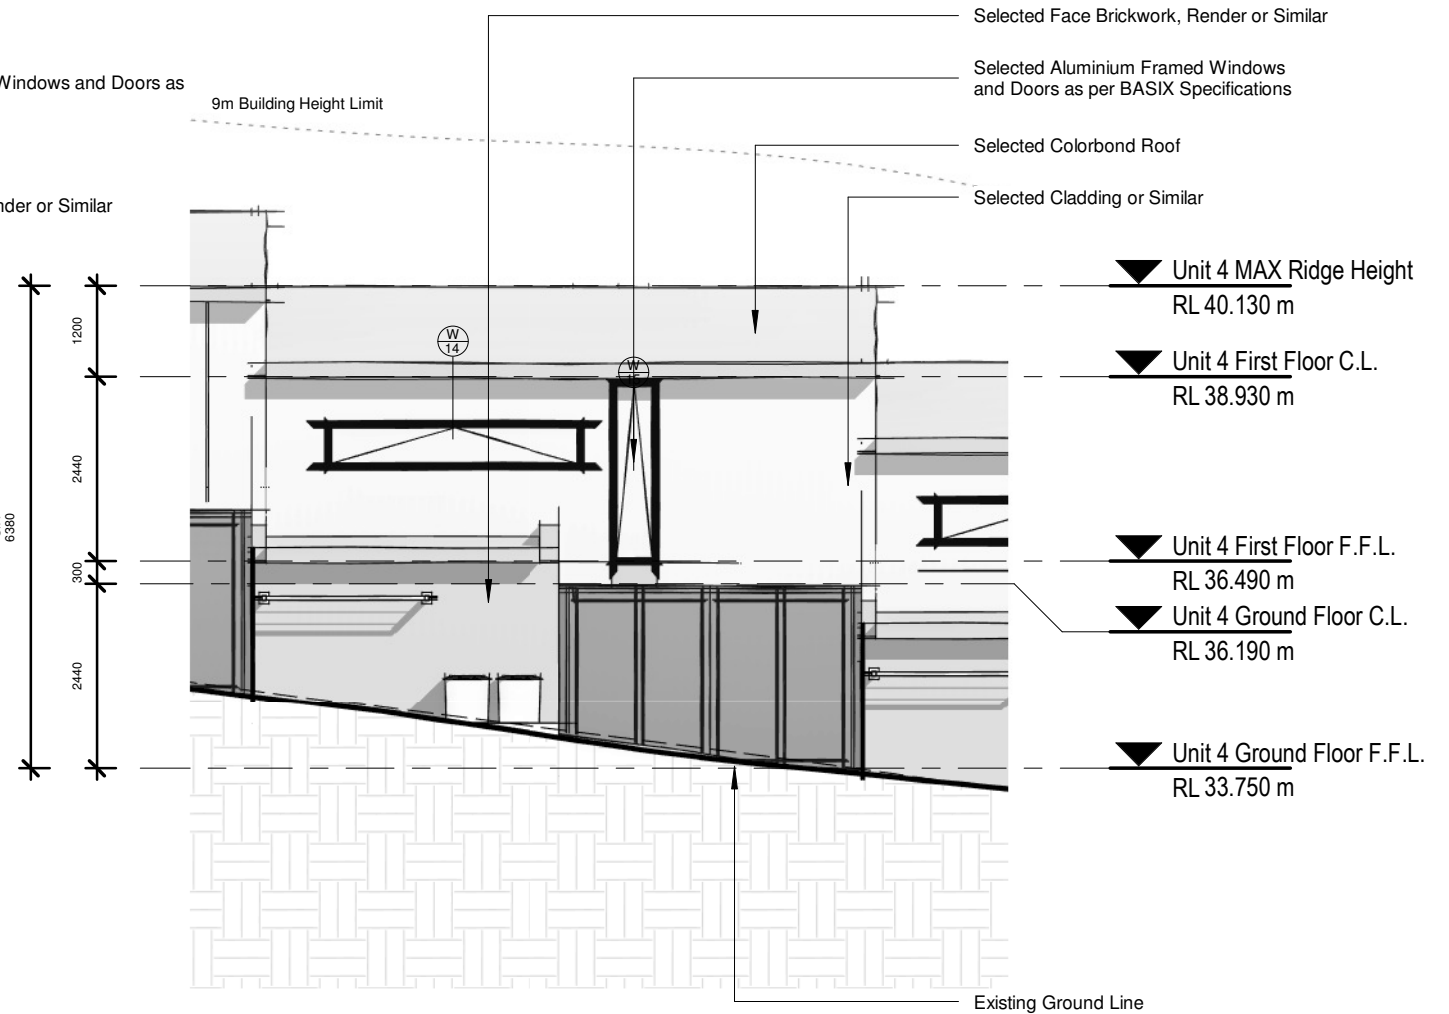 Selected Face Brickwork, Render or Similar
Selected Aluminium Framed Windows
and Doors as per BASIX Specifications
Windows and Doors as
9m Building Height Limit
Selected Colorbond Roof
Selected Cladding or Similar
or Similar
Unit 4 MAX Ridge Height
RL 40.130 m
1200
W
14
Unit 4 First Floor C.L.
RL 38.930 m
W
2440
6380
Unit 4 First Floor F.F.L.
RL 36.490 m
300
Unit 4 Ground Floor C.L.
RL 36.190 m
2440
Unit 4 Ground Floor F.F.L.
RL 33.750 m
Existing Ground Line